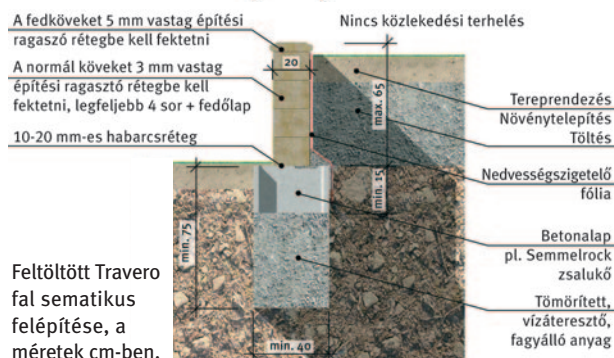 A fedköveket 5 mm vastag építési
ragaszó rétegbe kell fektetni
A normál köveket 3 mm vastag
építési ragasztó rétegbe kell
fektetni, legfeljebb 4 sor + fedőlap
10-20 mm-es habarcsréteg
Feltöltött Travero
fal sematikus
felépítése, a
méretek cm-ben.
Nincs közlekedési terhelés
20
max. 65
min. 15
min. 75
min. 40
Tereprendezés
Növénytelepítés
Töltés
Nedvességszigetelő
fólia
Betonalap
pl. Semmelrock
zsalukő
Tömörített,
vízáteresztő,
fagyálló anyag